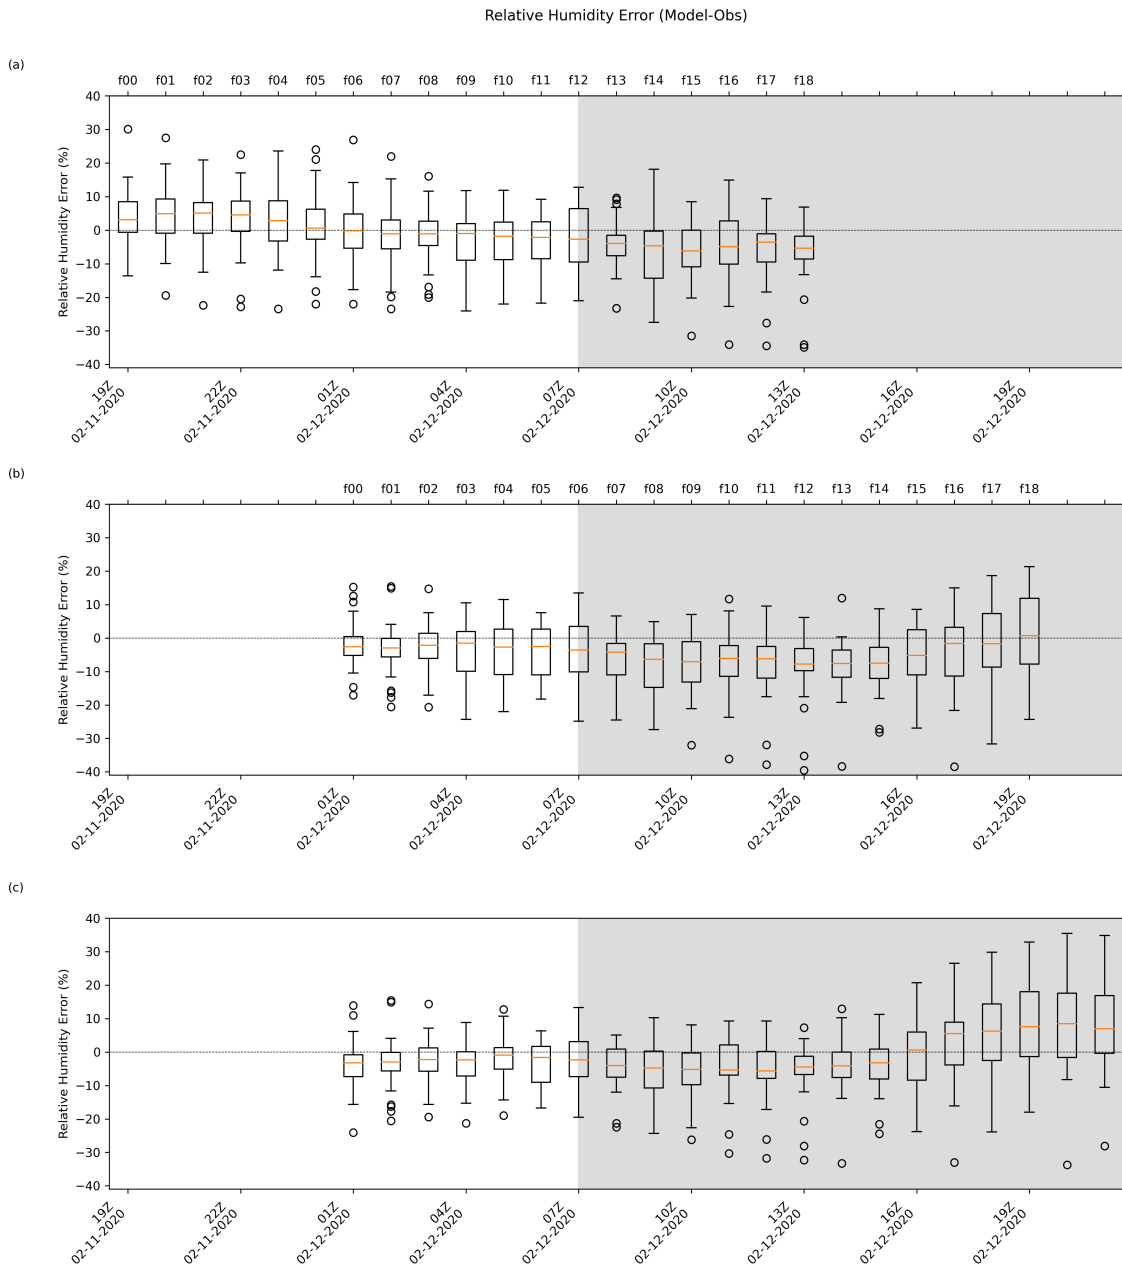 Relative Humidity Error (Model-Obs)
(a)
f00 f01 f02 f03 f04 f05 f06 f07 f08 f09 f10 f11 f12 f13 f14 f15 f16 f17 f18
Relative Humidity Error (%)
40
30
20
10
0
−10
−20
−30
−40
19Z
02-11-2020
22Z
02-11-2020
01Z
02-12-2020
04Z
02-12-2020
07Z
02-12-2020
10Z
02-12-2020
13Z
02-12-2020
16Z
02-12-2020
19Z
02-12-2020
(b)
f00 f01 f02 f03 f04 f05 f06 f07 f08 f09 f10 f11 f12 f13 f14 f15 f16 f17 f18
Relative Humidity Error (%)
40
30
20
10
0
−10
−20
−30
−40
19Z
02-11-2020
22Z
02-11-2020
01Z
02-12-2020
04Z
02-12-2020
07Z
02-12-2020
10Z
02-12-2020
13Z
02-12-2020
16Z
02-12-2020
19Z
02-12-2020
(c)
Relative Humidity Error (%)
40
30
20
10
0
−10
−20
−30
−40
19Z
02-11-2020
22Z
02-11-2020
01Z
02-12-2020
04Z
02-12-2020
07Z
02-12-2020
10Z
02-12-2020
13Z
02-12-2020
16Z
02-12-2020
19Z
02-12-2020